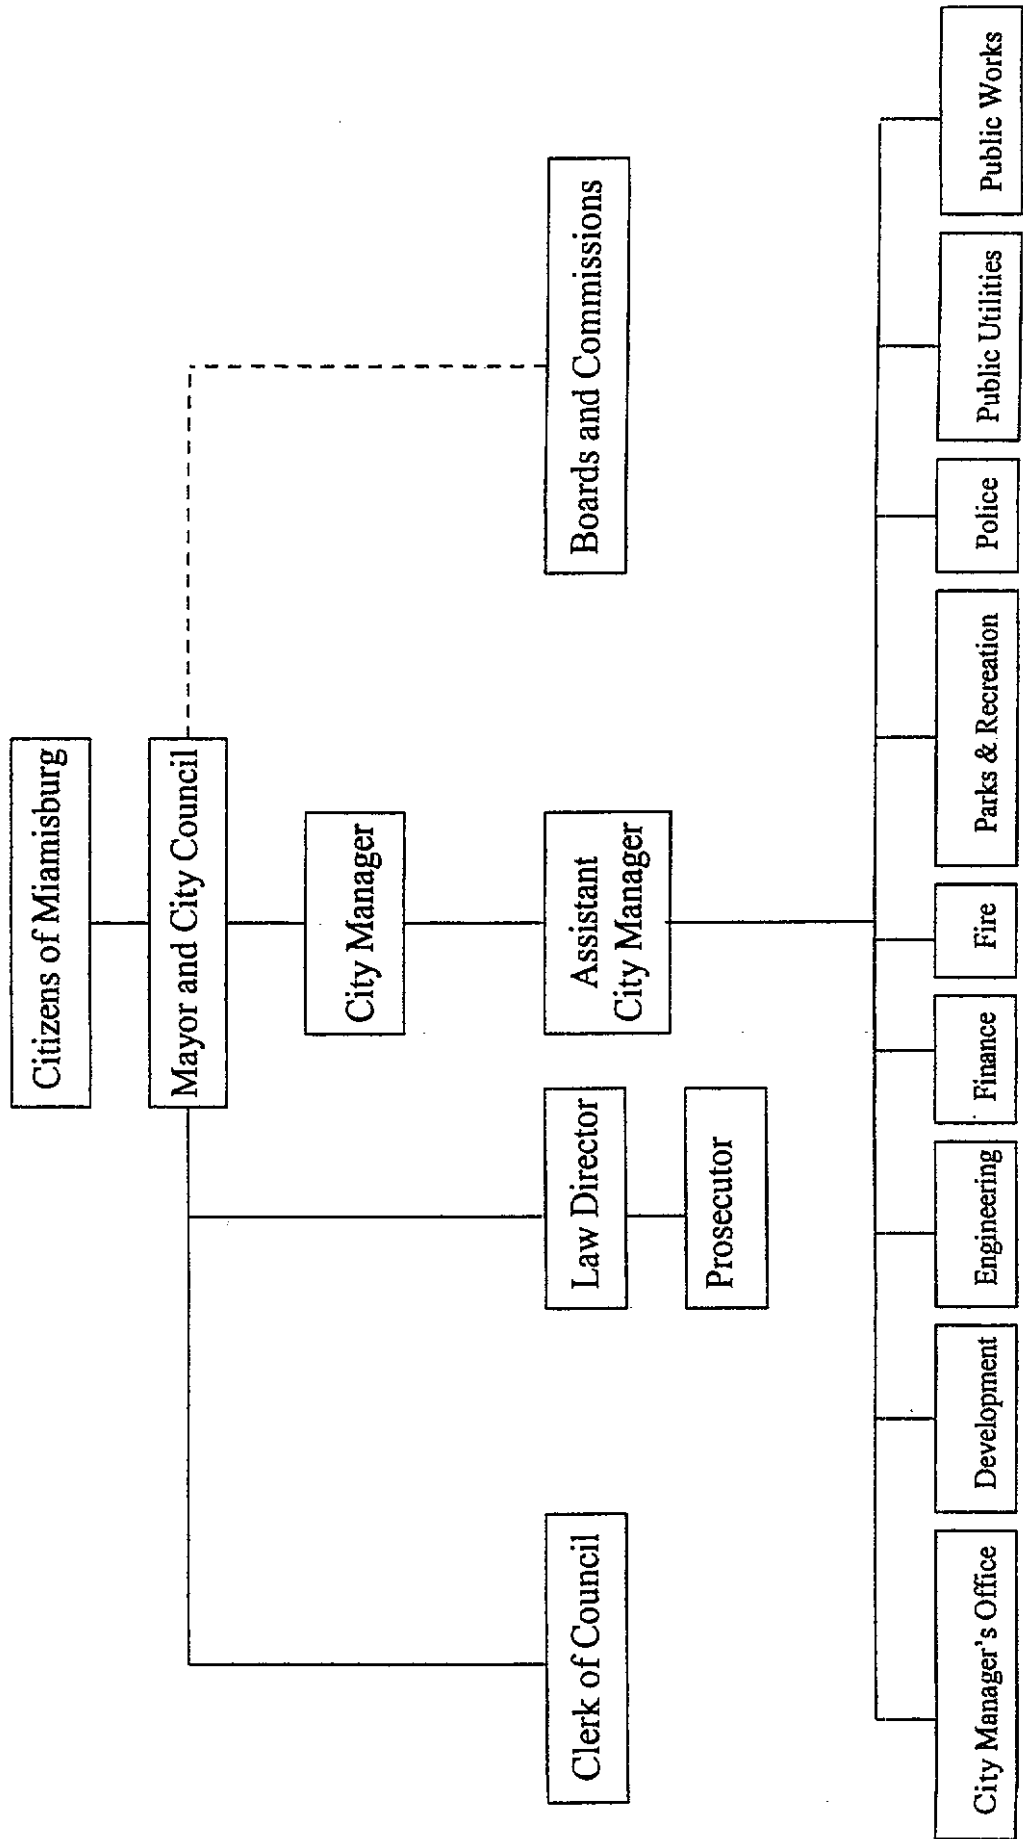 Citizens of Miamisburg
Mayor and City Council
City Manager
Clerk of Council
Law Director
Assistant
City Manager
Boards and Commissions
Prosecutor
City Manager's Office
Development
Engineering
Finance
Fire
Parks & Recreation
Police
Public Utilities
Public Works